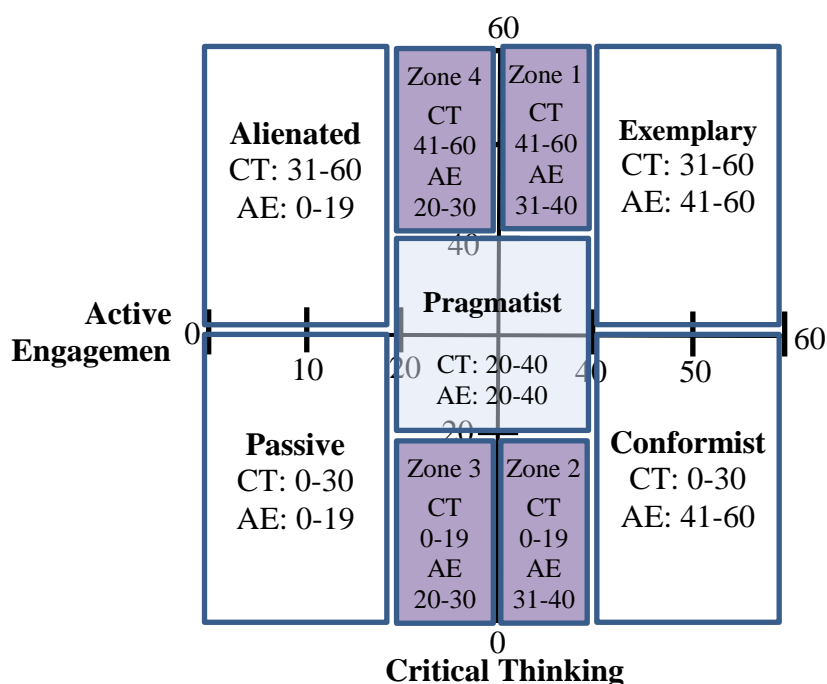 60
Zone 4
CT
41-60
AE
20-30
Zone 1
CT
41-60
AE
31-40
Alienated
CT: 31-60
AE: 0-19
Exemplary
CT: 31-60
AE: 41-60
40
Pragmatist
CT: 20-40
AE: 20-40
Active
Engagemen
0
10
20
40
50
60
20
Passive
CT: 0-30
AE: 0-19
Zone 3
CT
0-19
AE
20-30
Zone 2
CT
0-19
AE
31-40
Conformist
CT: 0-30
AE: 41-60
0
Critical Thinking